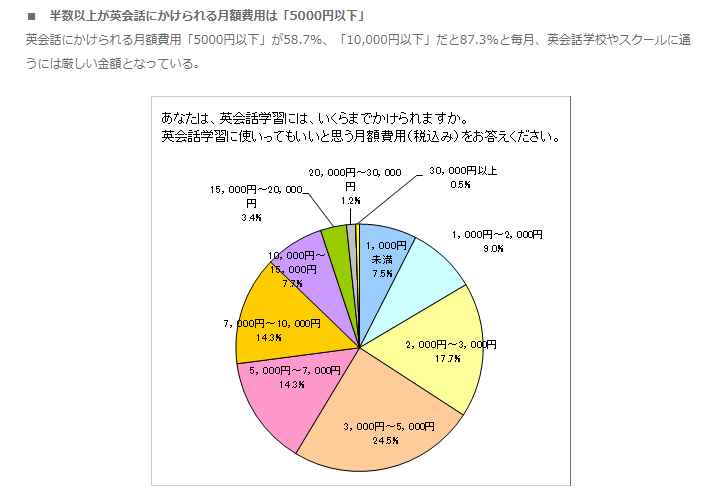 ■ 半数以上が英会話にかけられる月額費用は「5000円以下」
英会話にかけられる月額費用「5000円以下」が58.7%、「10,000円以下」だと87.3%と毎月、英会話学校やスクールに通
うには厳しい金額となっている。
あなたは、英会話学習には、いくらまでかけられますか。
英会話学習に使いってもいいと思う月額費用(税込み)をお答えください。
20,000円～30,000
円
1.2%
30,000円以上
0.5%
15,000円～20,000
円
3.4%
1,000円～2,000円
9.0%
1,000円
未満
7.5%
10,000円～
15,000円
7.7%
7,000円～10,000円
14.3%
2,000円～3,000円
17.7%
5,000円～7,000円
14.3%
3,000円～5,000円
24.5%